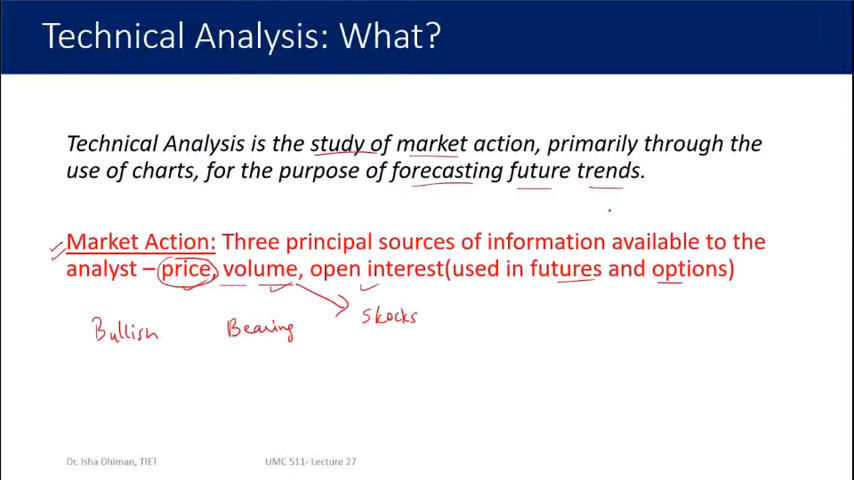 Technical Analysis: What?
Technical Analysis is the study of market action, primarily through the
use of charts, for the purpose of forecasting future trends.
Market Action: Three principal sources of information available to the
analyst – price, volume, open interest(used in futures and options)
Bullish Bearing Stocks
Dr. Isha Dhiman, TIET UMC 511- Lecture 27